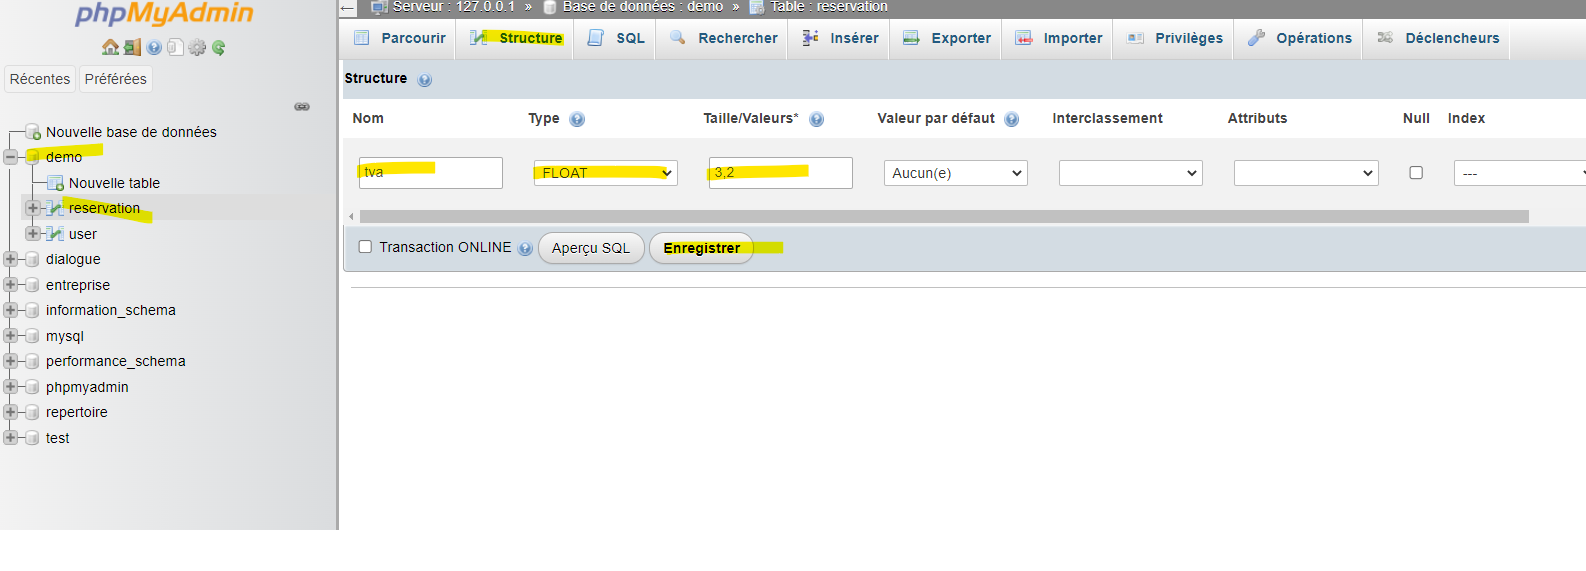 phpMyAdmin
Récentes Préférées
Nouvelle base de données
demo
Nouvelle table
reservation
user
dialogue
entreprise
information_schema
mysql
performance_schema
phpmyadmin
repertoire
test
Serveur : 127.0.0.1 » Base de données : demo » Table : reservation
Parcourir Structure SQL Rechercher Insérer Exporter Importer Privilèges Opérations Déclencheurs
Structure
Nom Type Taille/Valeurs* Valeur par défaut Interclassement Attributs Null Index
tva FLOAT 3,2 Aucun(e) ---
Transaction ONLINE Aperçu SQL Enregistrer